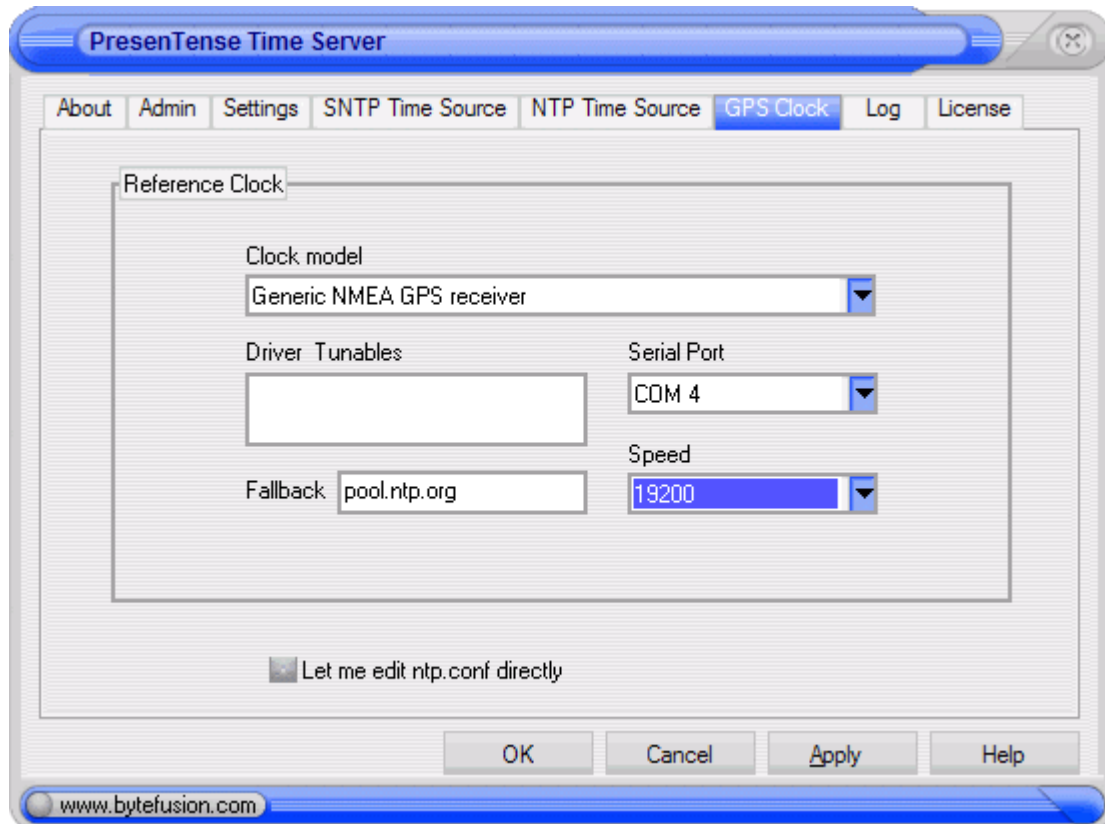 PresenTense Time Server
About Admin Settings SNTP Time Source NTP Time Source GPS Clock Log License
Reference Clock
Clock model
Generic NMEA GPS receiver
Driver Tunables Serial Port
COM 4
Speed
Fallback pool.ntp.org 19200
Let me edit ntp.conf directly
OK Cancel Apply Help
www.bytefusion.com